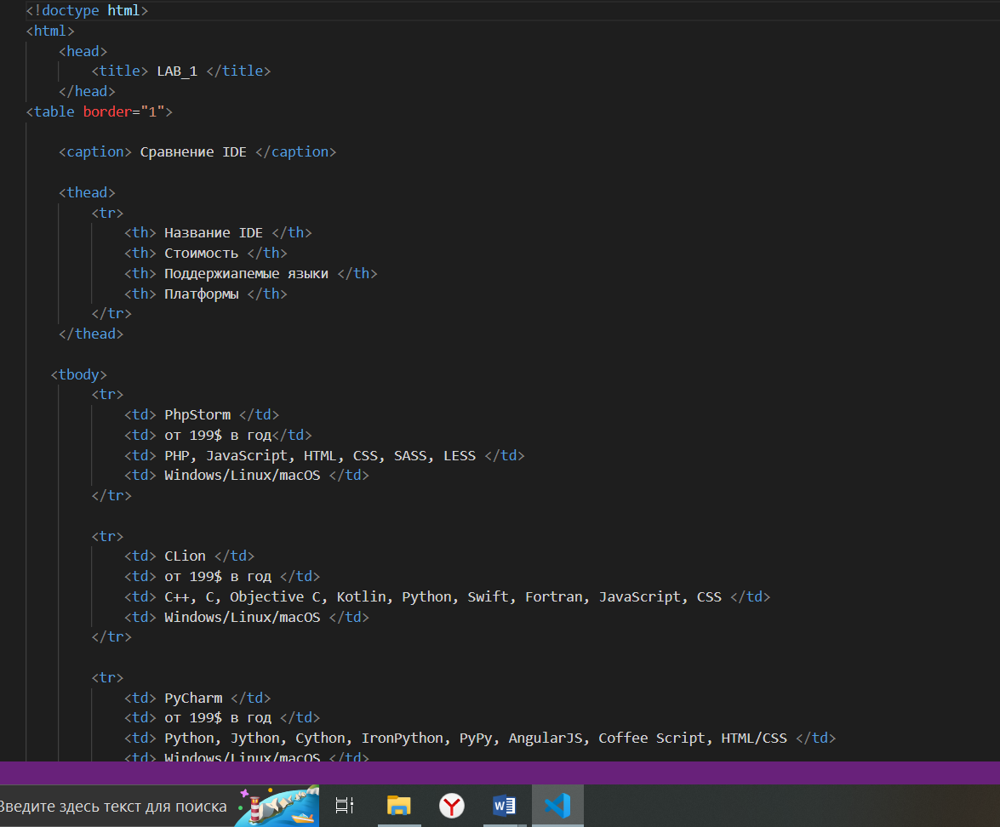 <!doctype html>
<html>
<head>
<title> LAB_1 </title>
</head>
<table border="1">
<caption> Сравнение IDE </caption>
<thead>
<tr>
<th> Название IDE </th>
<th> Стоимость </th>
<th> Поддержиапемые языки </th>
<th> Платформы </th>
</tr>
</thead>
<tbody>
<tr>
<td> PhpStorm </td>
<td> от 199$ в год</td>
<td> PHP, JavaScript, HTML, CSS, SASS, LESS </td>
<td> Windows/Linux/macOS </td>
</tr>
<tr>
<td> CLion </td>
<td> от 199$ в год </td>
<td> C++, C, Objective C, Kotlin, Python, Swift, Fortran, JavaScript, CSS </td>
<td> Windows/Linux/macOS </td>
</tr>
<tr>
<td> PyCharm </td>
<td> от 199$ в год </td>
<td> Python, Jython, Cython, IronPython, PyPy, AngularJS, Coffee Script, HTML/CSS </td>
<td> Windows/Linux/macOS </td>
Введите здесь текст для поиска